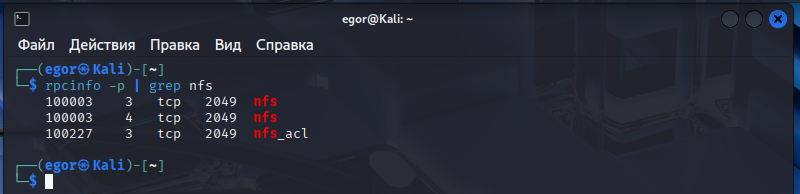 egor@Kali: ~
Файл Действия Правка Вид Справка
┌──(egor㉿Kali)-[~]
└─$ rpcinfo -p | grep nfs
100003 3 tcp 2049 nfs
100003 4 tcp 2049 nfs
100227 3 tcp 2049 nfs_acl
┌──(egor㉿Kali)-[~]
└─$